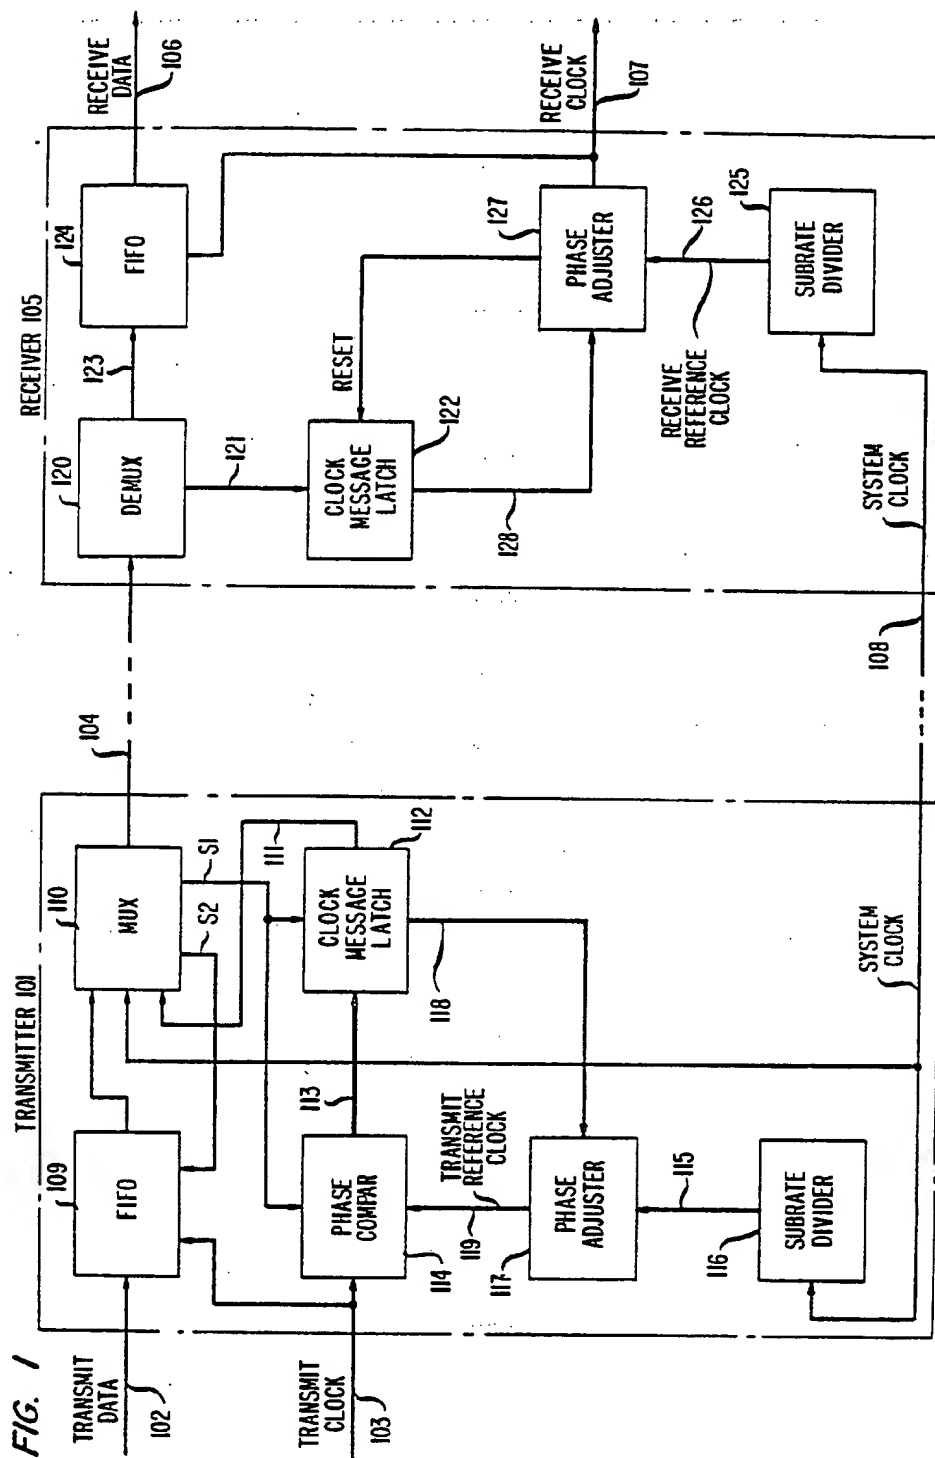 FIG. 1
TRANSMITTER 101
TRANSMIT
DATA
102
TRANSMIT
CLOCK
103
109
FIFO
110
MUX
S2
S1
104
111
112
CLOCK
MESSAGE
LATCH
113
PHASE
COMPAR
114
118
TRANSMIT
REFERENCE
CLOCK
119
PHASE
ADJUSTER
117
115
116
SUBRATE
DIVIDER
SYSTEM
CLOCK
108
RECEIVER 105
120
DEMUX
123
124
FIFO
RECEIVE
DATA
106
121
CLOCK
MESSAGE
LATCH
122
RESET
128
127
PHASE
ADJUSTER
RECEIVE
CLOCK
107
RECEIVE
REFERENCE
CLOCK
126
125
SUBRATE
DIVIDER
SYSTEM
CLOCK